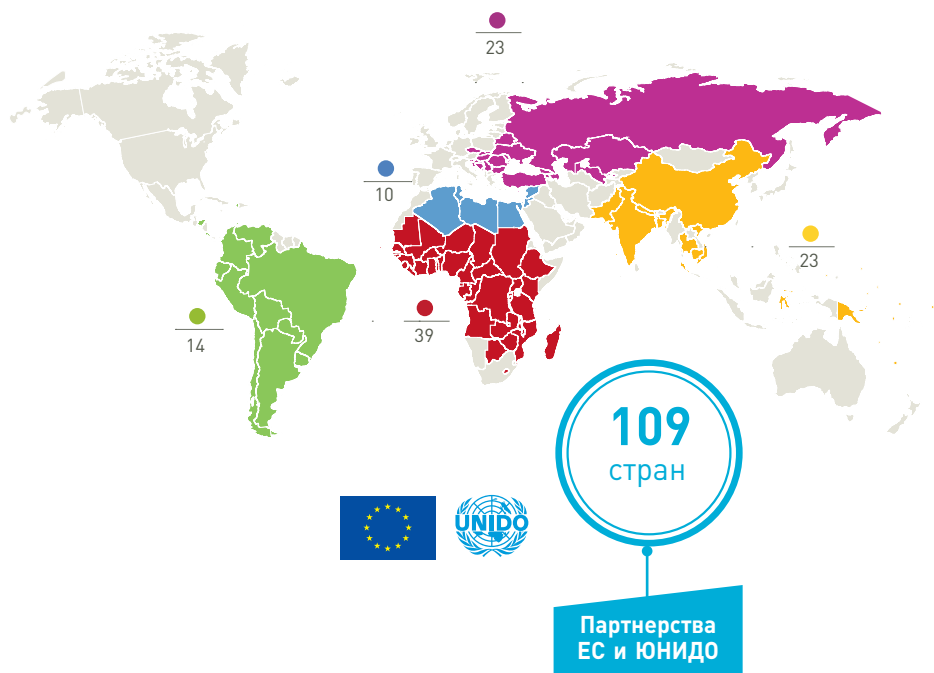 23
10
23
14
39
109
стран
UNIDO
Партнерства
ЕС и ЮНИДО